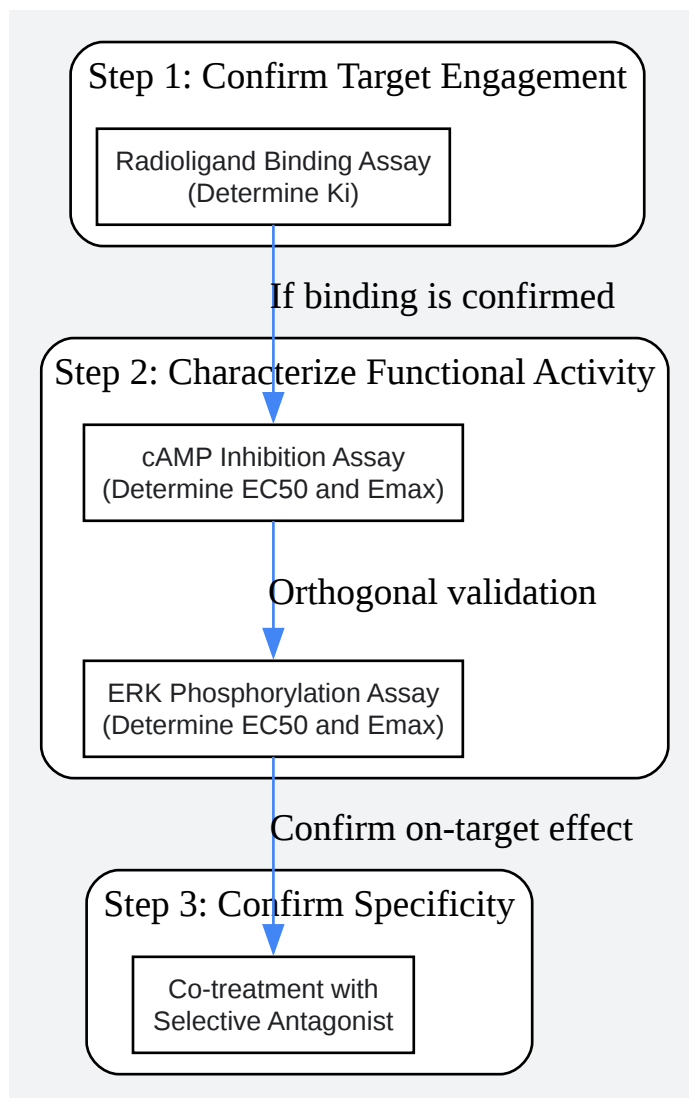 Step 1: Confirm Target Engagement
Radioligand Binding Assay
(Determine Ki)
If binding is confirmed
Step 2: Characterize Functional Activity
cAMP Inhibition Assay
(Determine EC50 and Emax)
Orthogonal validation
ERK Phosphorylation Assay
(Determine EC50 and Emax)
Confirm on-target effect
Step 3: Confirm Specificity
Co-treatment with
Selective Antagonist